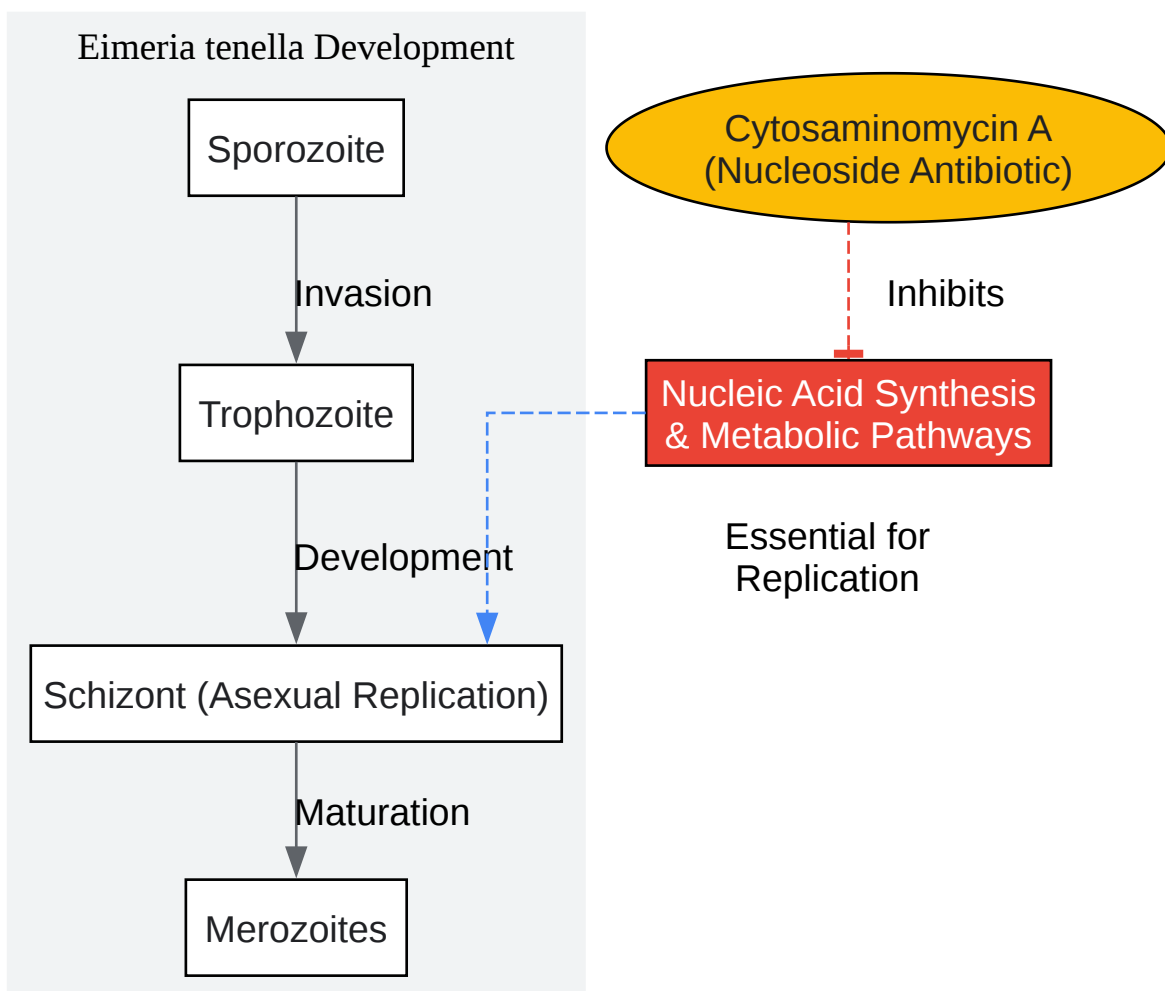 Eimeria tenella Development
Sporozoite
Cytosaminomycin A
(Nucleoside Antibiotic)
Invasion
Inhibits
Trophozoite
Nucleic Acid Synthesis
& Metabolic Pathways
Development
Essential for
Replication
Schizont (Asexual Replication)
Maturation
Merozoites